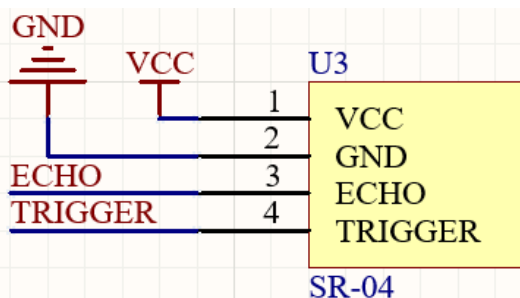 GND
VCC
U3
1
VCC
2
GND
ECHO
3
ECHO
TRIGGER
4
TRIGGER
SR-04